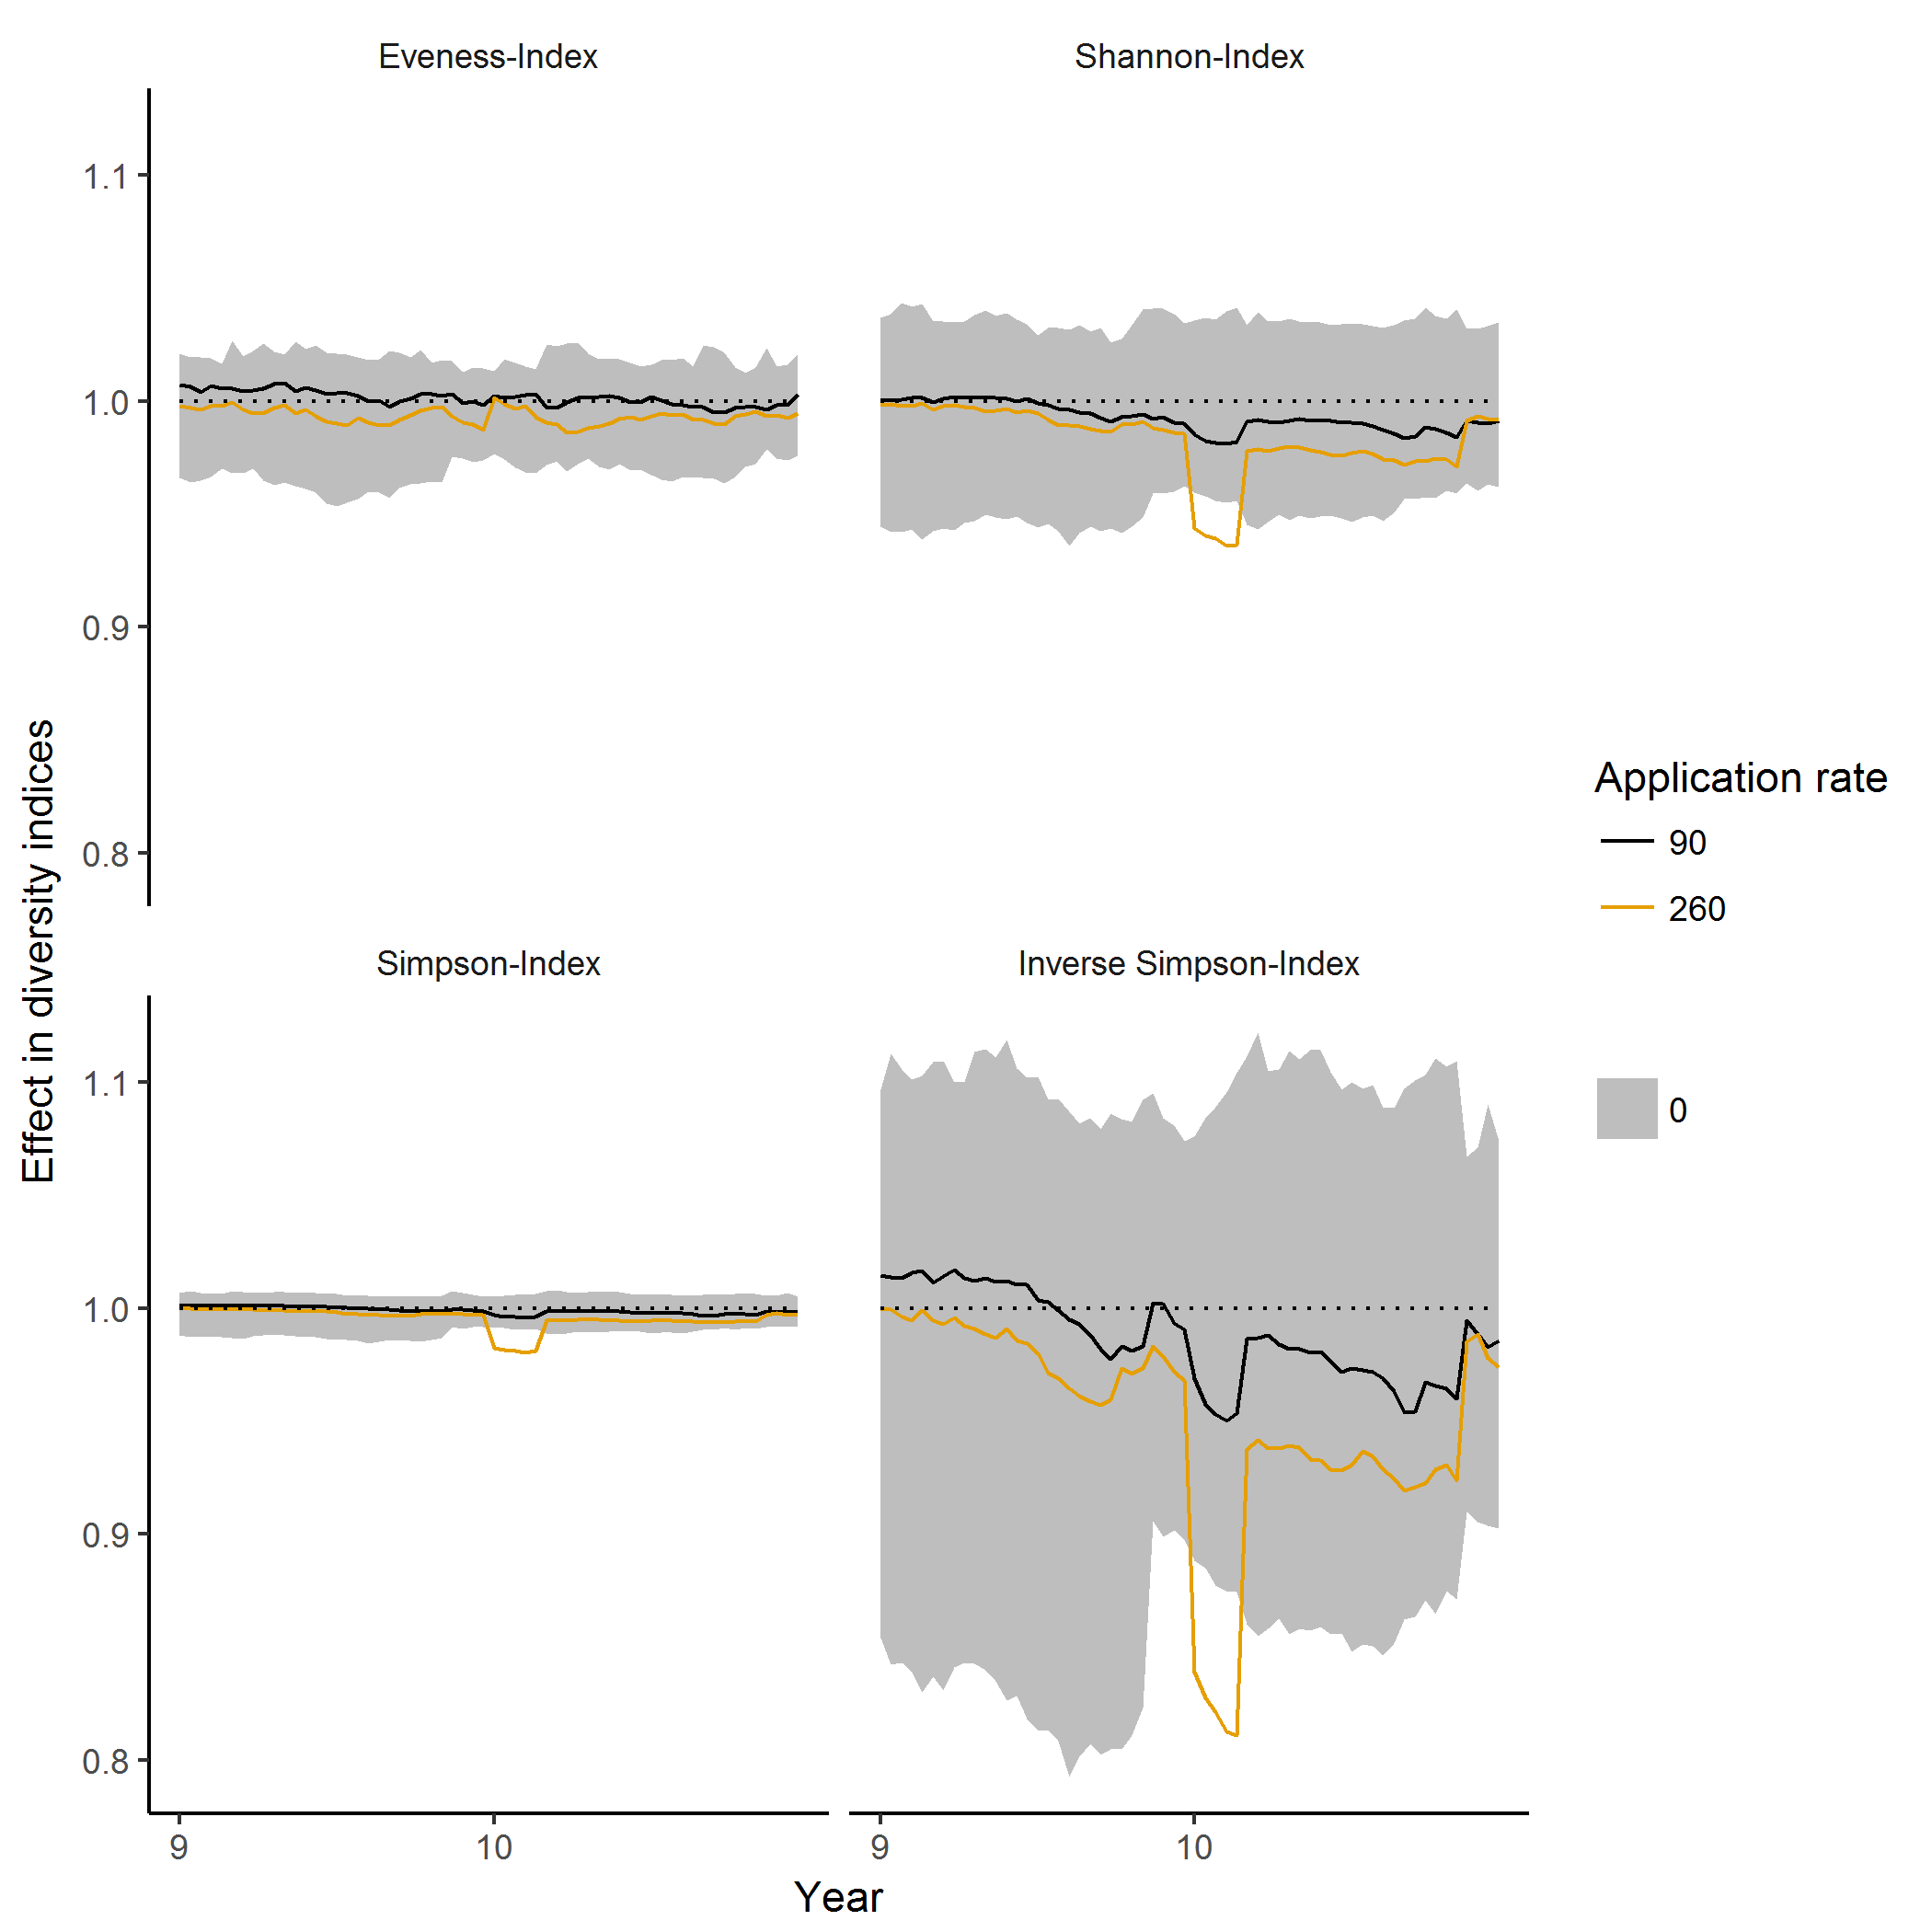 Eveness-Index
Shannon-Index
1.1
1.0
0.9
0.8
Simpson-Index
Inverse Simpson-Index
1.1
1.0
0.9
0.8
9
10
9
10
Year
Effect in diversity indices
Application rate
90
260
0